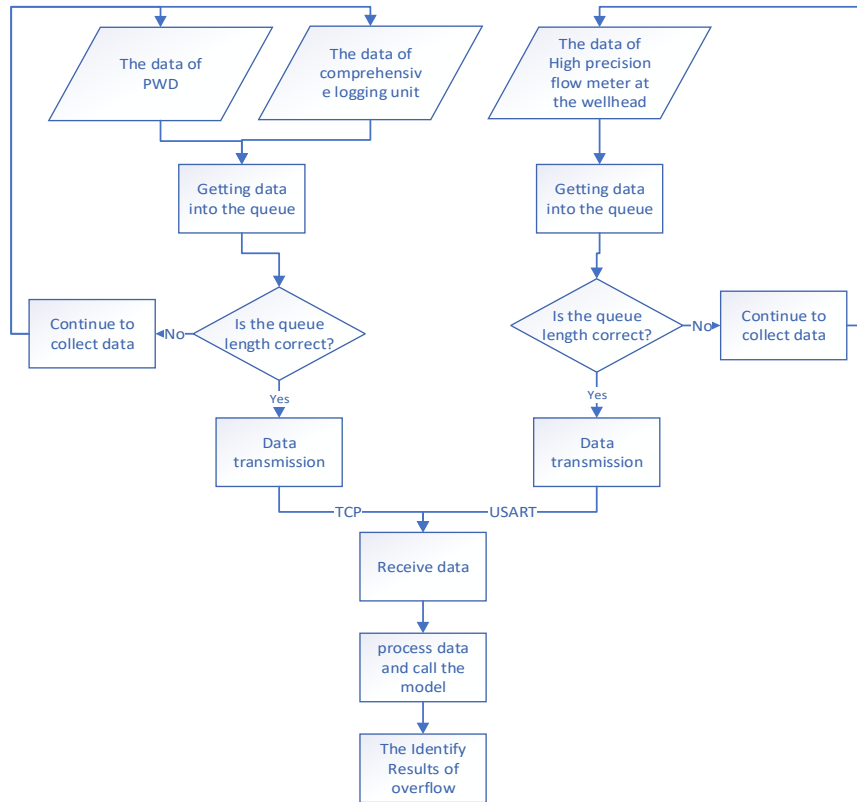 The data of
PWD
The data of
comprehensiv
e logging unit
The data of
High precision
flow meter at
the wellhead
Getting data
into the queue
Getting data
into the queue
Continue to
collect data
No
Is the queue
length correct?
Is the queue
length correct?
No
Continue to
collect data
Yes
Yes
Data
transmission
Data
transmission
TCP
USART
Receive data
process data
and call the
model
The Identify
Results of
overflow